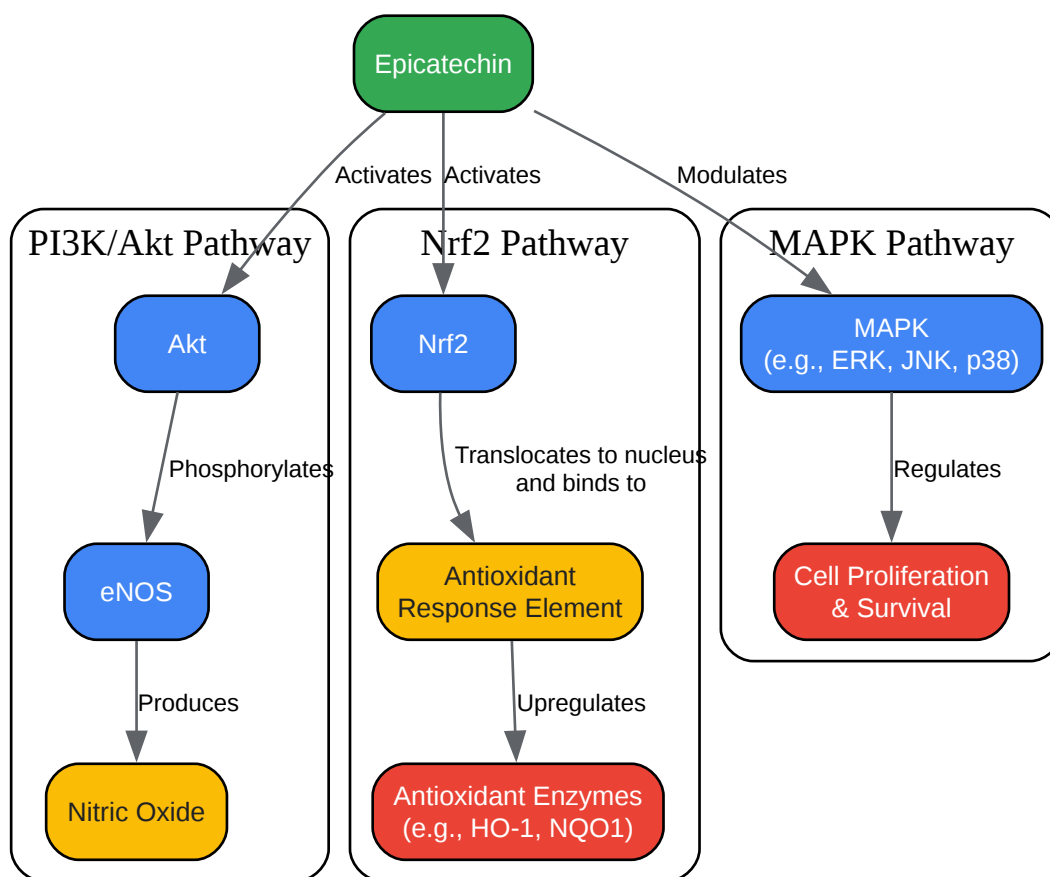 Epicatechin
Activates
Activates
Modulates
PI3K/Akt Pathway
Nrf2 Pathway
MAPK Pathway
Akt
Nrf2
MAPK
(e.g., ERK, JNK, p38)
Phosphorylates
Translocates to nucleus
and binds to
Regulates
eNOS
Antioxidant
Response Element
Cell Proliferation
& Survival
Produces
Upregulates
Nitric Oxide
Antioxidant Enzymes
(e.g., HO-1, NQO1)